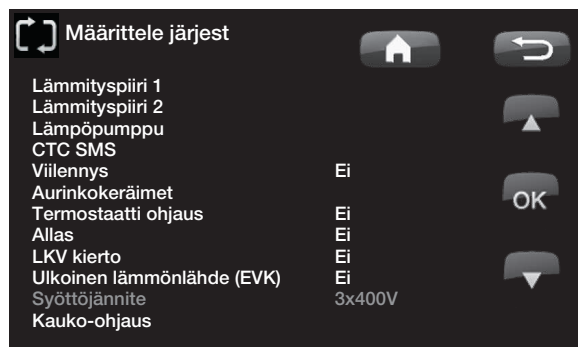 Määrittele järjest
Lämmityspiiri 1
Lämmityspiiri 2
Lämpöpumppu
CTC SMS
Viilennys Ei
Aurinkokeräimet
OK
Termostaatti ohjaus Ei
Allas Ei
LKV kierto Ei
Ulkoinen lämmönlähde (EVK) Ei
Syöttöjännite 3x400V
Kauko-ohjaus